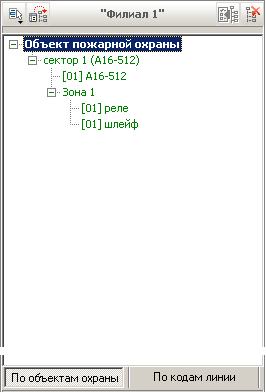 "Филиал 1"
Объект пожарной охраны
сектор 1 (А16-512)
[01] А16-512
Зона 1
[01] реле
[01] шлейф
По объектам охраны
По кодам линии